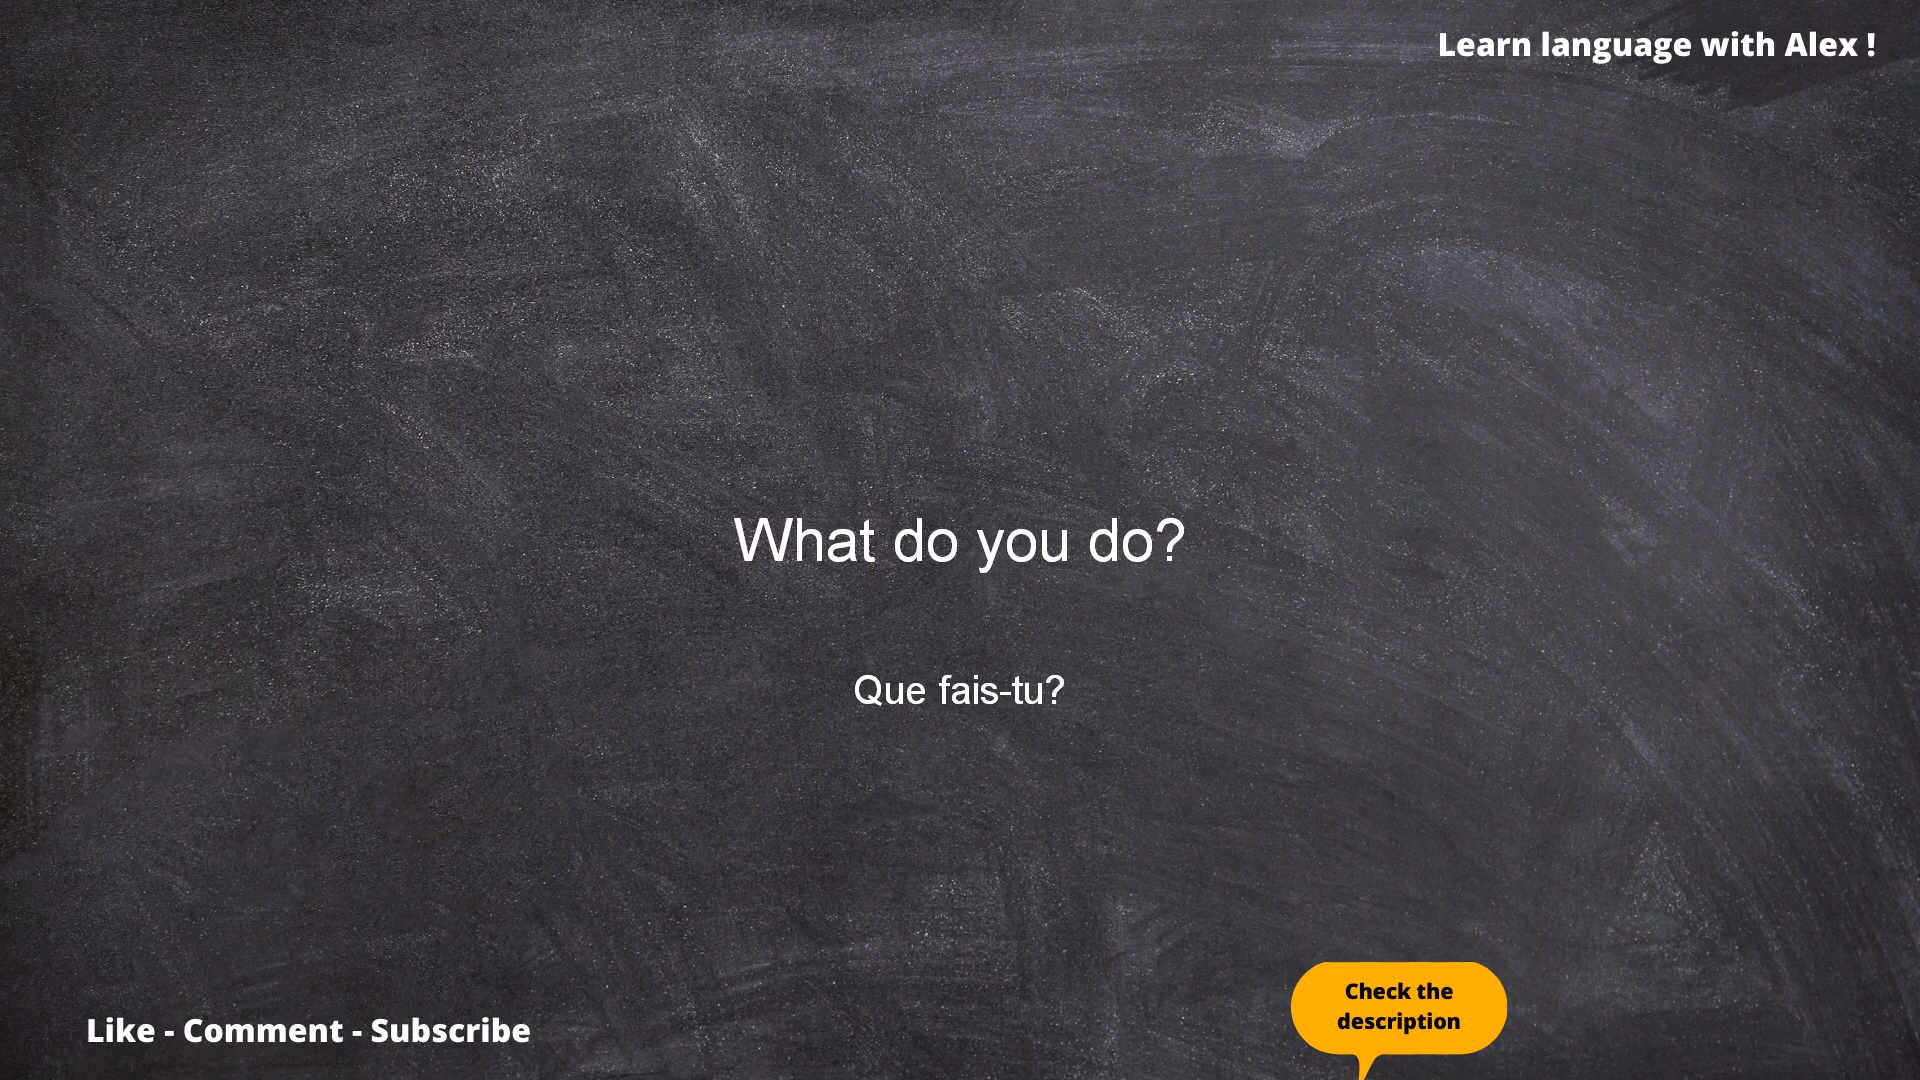 Learn language with Alex !
What do you do?
Que fais-tu?
Check the
description
Like - Comment - Subscribe